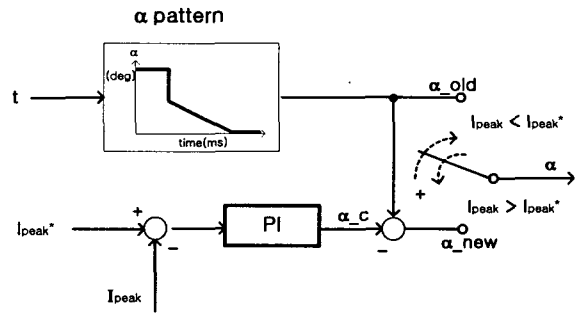 α pattern
α
(deg)
time(ms)
t
α_old
Ipeak < Ipeak*
α
+
Ipeak > Ipeak*
Ipeak*
+
-
PI
α_c
-
α_new
Ipeak